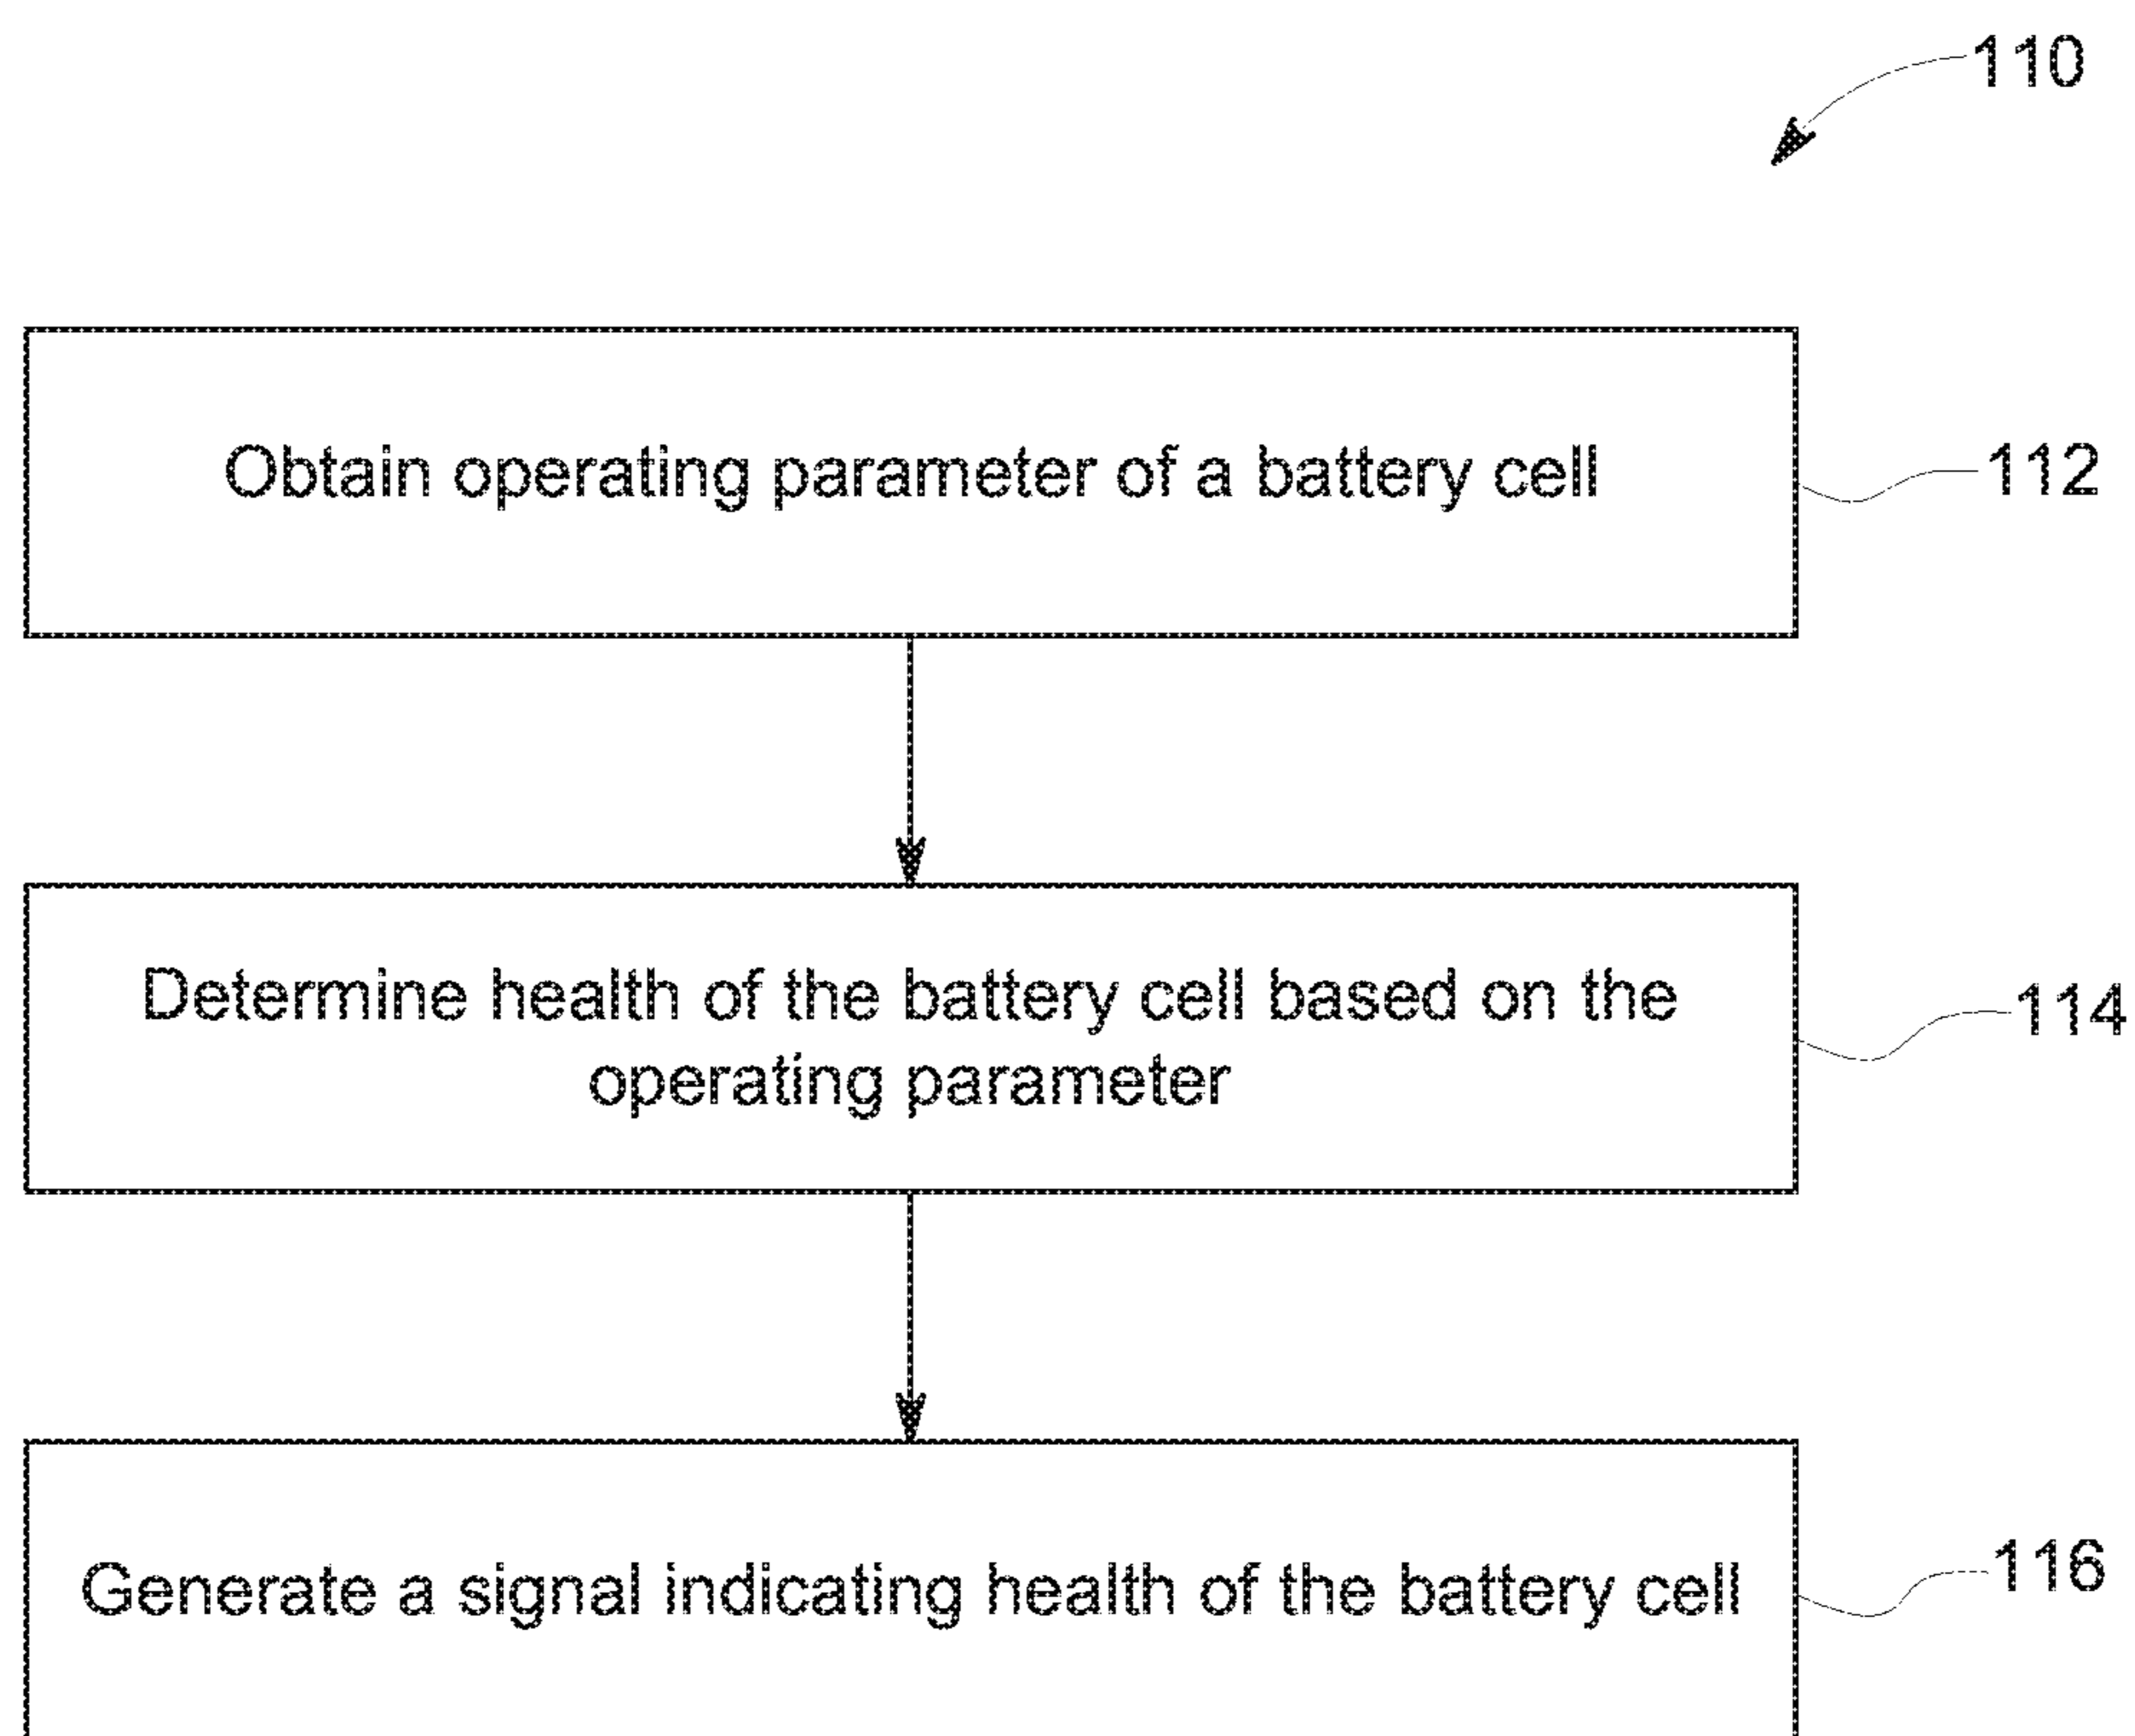 110
Obtain operating parameter of a battery cell
112
Determine health of the battery cell based on the
operating parameter
114
Generate a signal indicating health of the battery cell
116